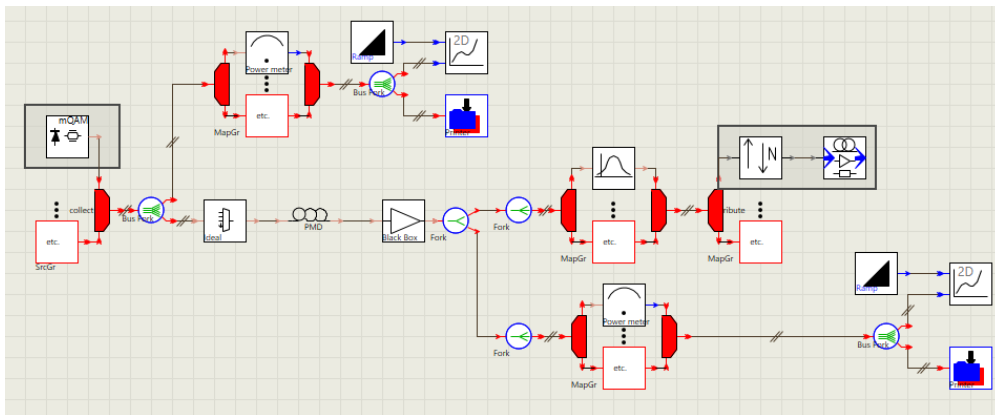 2D
Ramp
Power meter
Bus Fork
etc.
MapGr
Printer
mQAM
collect
Bus Fork
etc.
SrcGr
Ideal
PMD
Black Box
Fork
Fork
etc.
MapGr
N
ribute
etc.
MapGr
2D
Ramp
Power meter
Fork
Bus Fork
etc.
MapGr
Printer